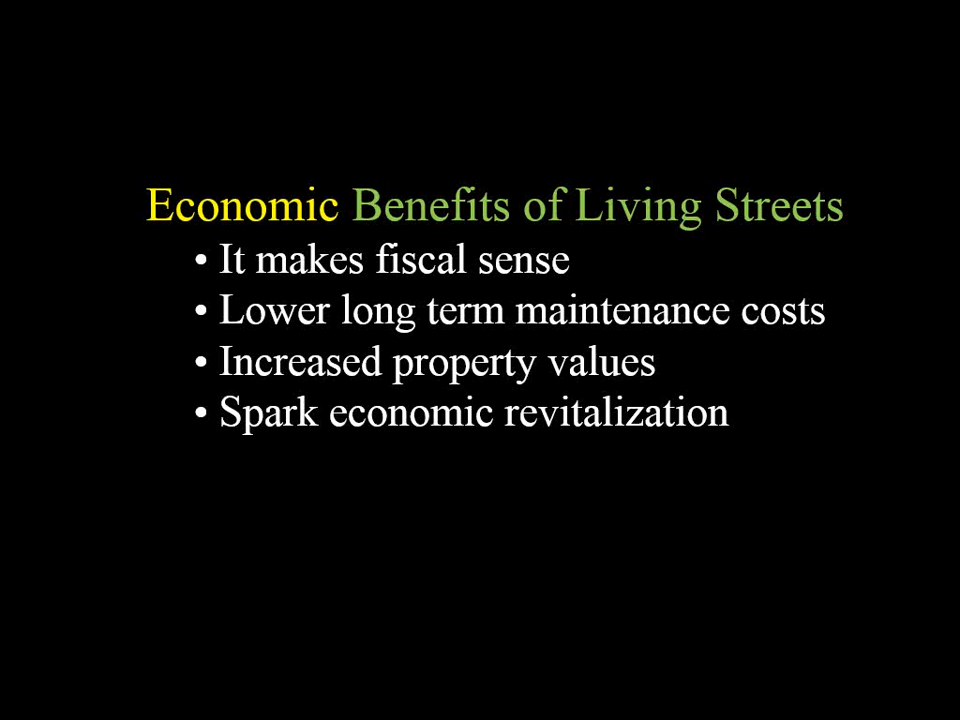 Economic Benefits of Living Streets
• It makes fiscal sense
• Lower long term maintenance costs
• Increased property values
• Spark economic revitalization